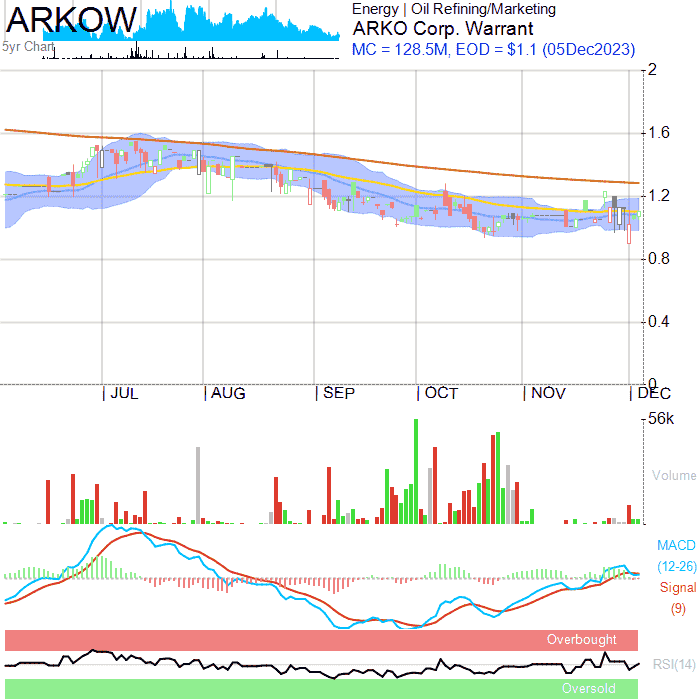 ARKOW
5yr Chart
Energy | Oil Refining/Marketing
ARKO Corp. Warrant
MC = 128.5M, EOD = $1.1 (05Dec2023)
2
1.6
1.2
0.8
0.4
0
JUL AUG SEP OCT NOV DEC
56k
Volume
MACD
(12-26)
Signal
(9)
Overbought
RSI(14)
Oversold